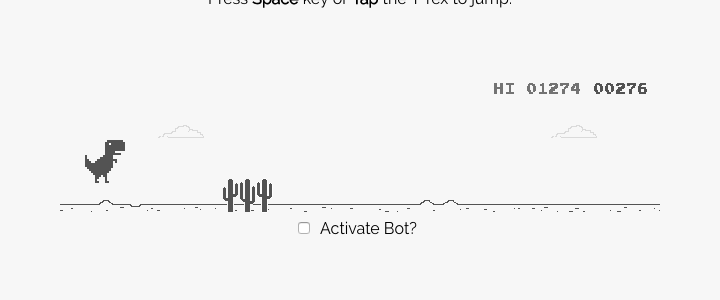 Press Space key or Tap the T-rex to jump.
HI 01274 00276
Activate Bot?